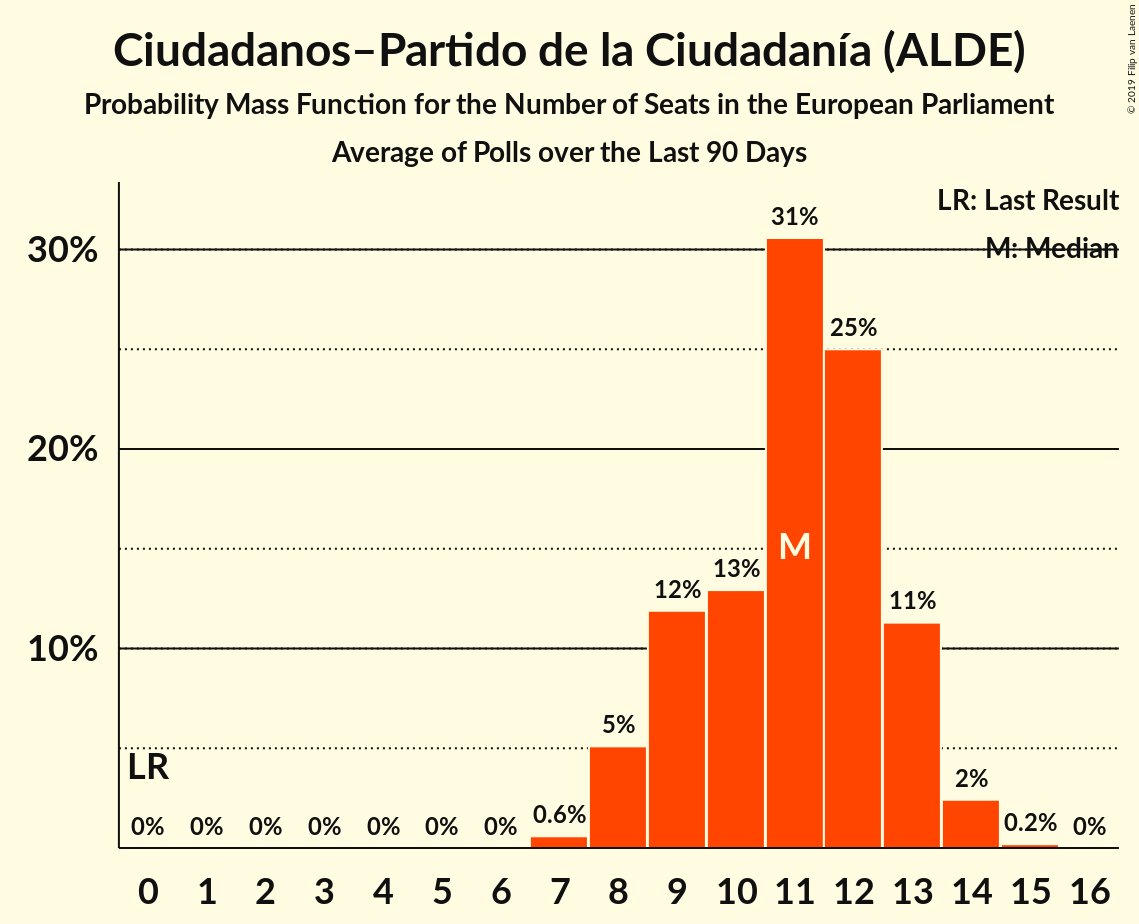 Ciudadanos–Partido de la Ciudadanía (ALDE)
Probability Mass Function for the Number of Seats in the European Parliament
Average of Polls over the Last 90 Days
© 2019 Filip van Laenen
LR: Last Result
M: Median
30%
20%
10%
31%
25%
M
13%
12%
11%
5%
LR
2%
0% 0% 0% 0% 0% 0% 0% 0.6% 0.2% 0%
0 1 2 3 4 5 6 7 8 9 10 11 12 13 14 15 16